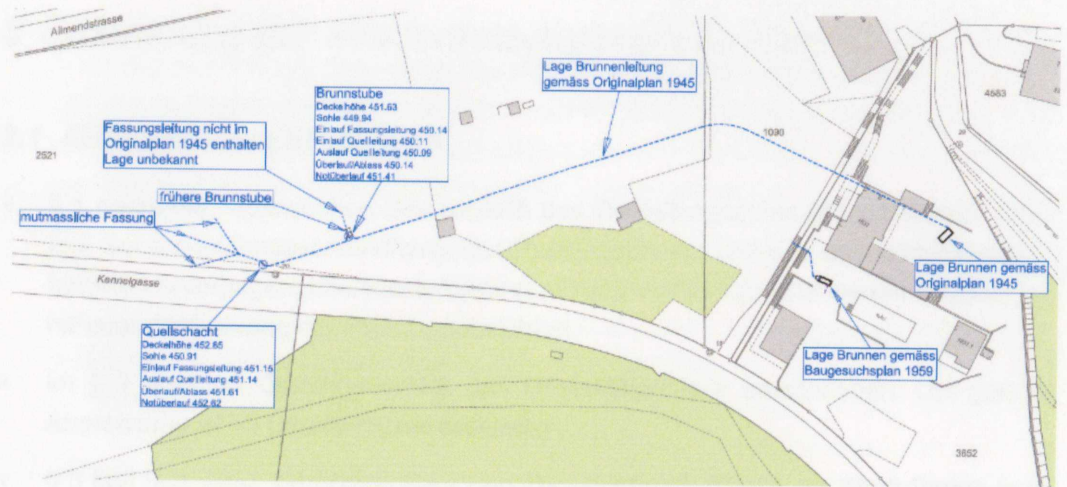 Allmendstrasse
Lage Brunnenleitung
gemäss Originalplan 1945
4583
Brunnstube
Deckelhöhe 451.63
Sohle 449.94
Einlauf Fassungsleitung 450.14
Einlauf Quelleitung 450.11
Auslauf Quelleitung 450.09
Überlauf/Ablass 450.14
Notüberlauf 451.41
Fassungsleitung nicht im
Originalplan 1945 enthalten
Lage unbekannt
1090
2521
frühere Brunnstube
mutmassliche Fassung
Kennelgasse
Lage Brunnen gemäss
Originalplan 1945
Quellschacht
Deckelhöhe 452.85
Sohle 450.91
Einlauf Fassungsleitung 451.15
Auslauf Quelleitung 451.14
Überlauf/Ablass 451.61
Notüberlauf 452.62
Lage Brunnen gemäss
Baugesuchsplan 1959
3652